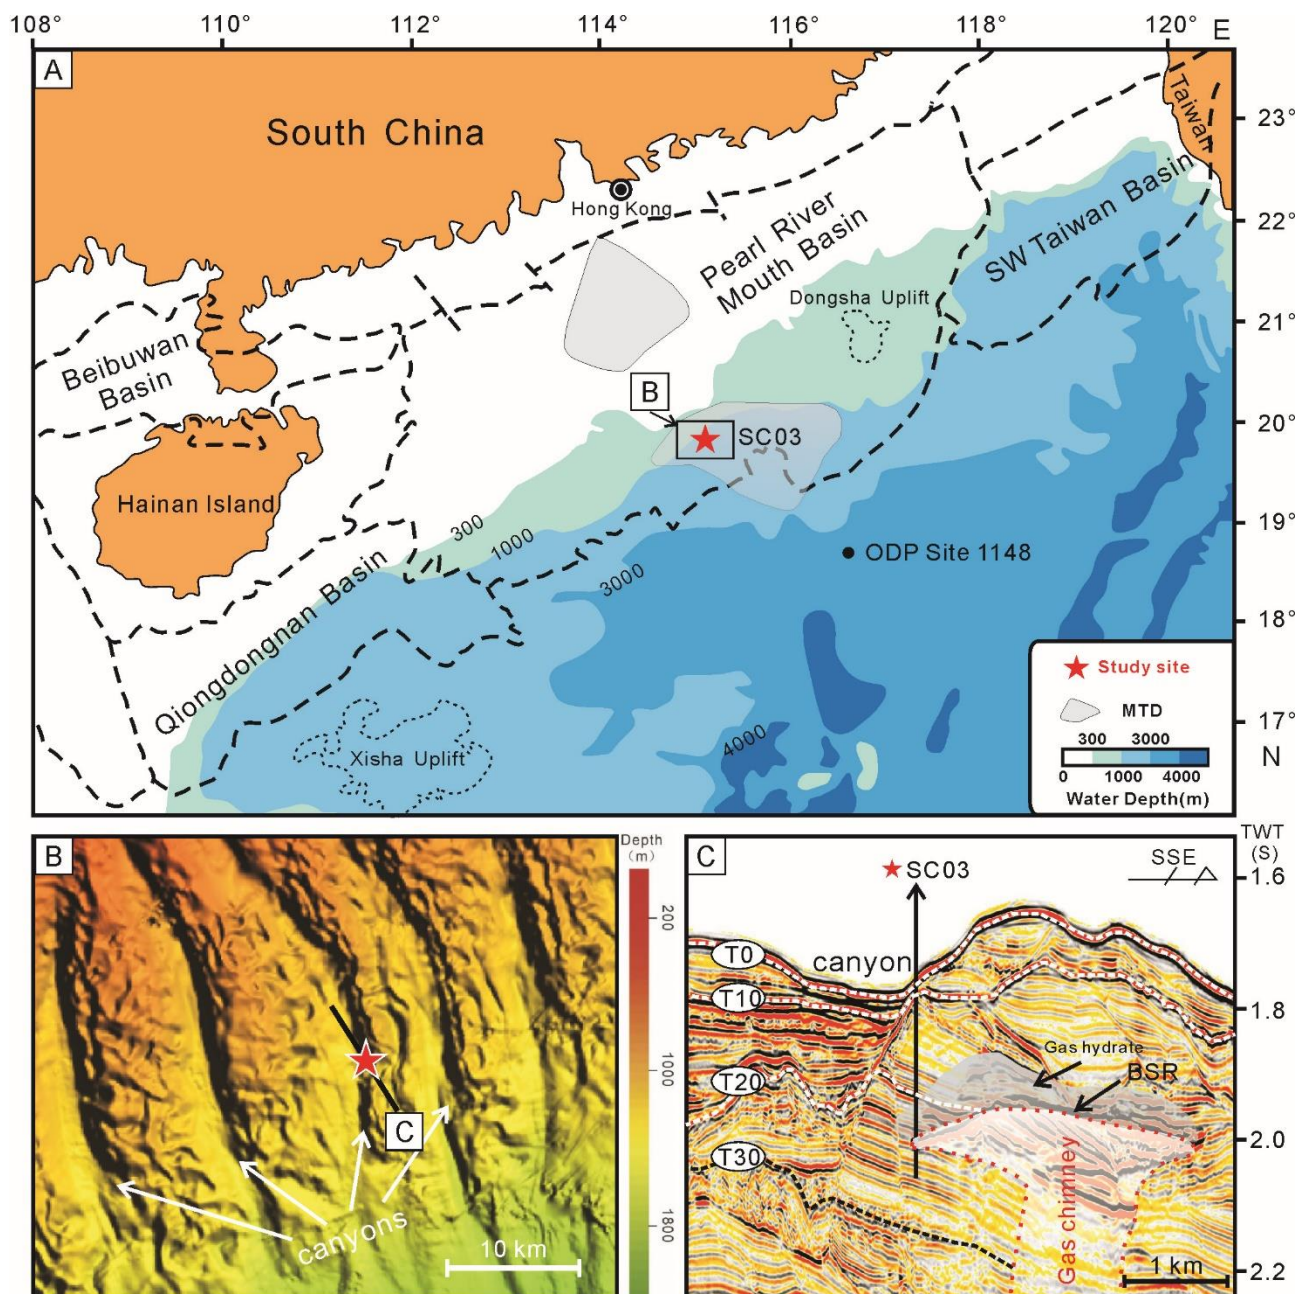 108°
110°
112°
114°
116°
118°
120°
E
A
South China
Hong Kong
Taiwan
23°
22°
21°
20°
19°
18°
17°
N
Pearl River
Mouth Basin
SW Taiwan Basin
Dongsha Uplift
Beibuwan
Basin
B
SC03
Hainan Island
300
1000
3000
ODP Site 1148
Qiongdongnan Basin
Xisha Uplift
4000
Study site
MTD
300
3000
0
1000
4000
Water Depth(m)
B
C
canyons
10 km
Depth
(m)
200
1000
1800
C
SC03
SSE
TWT
(S)
1.6
1.8
2.0
2.2
T0
canyon
T10
Gas hydrate
BSR
T20
T30
Gas chimney
1 km